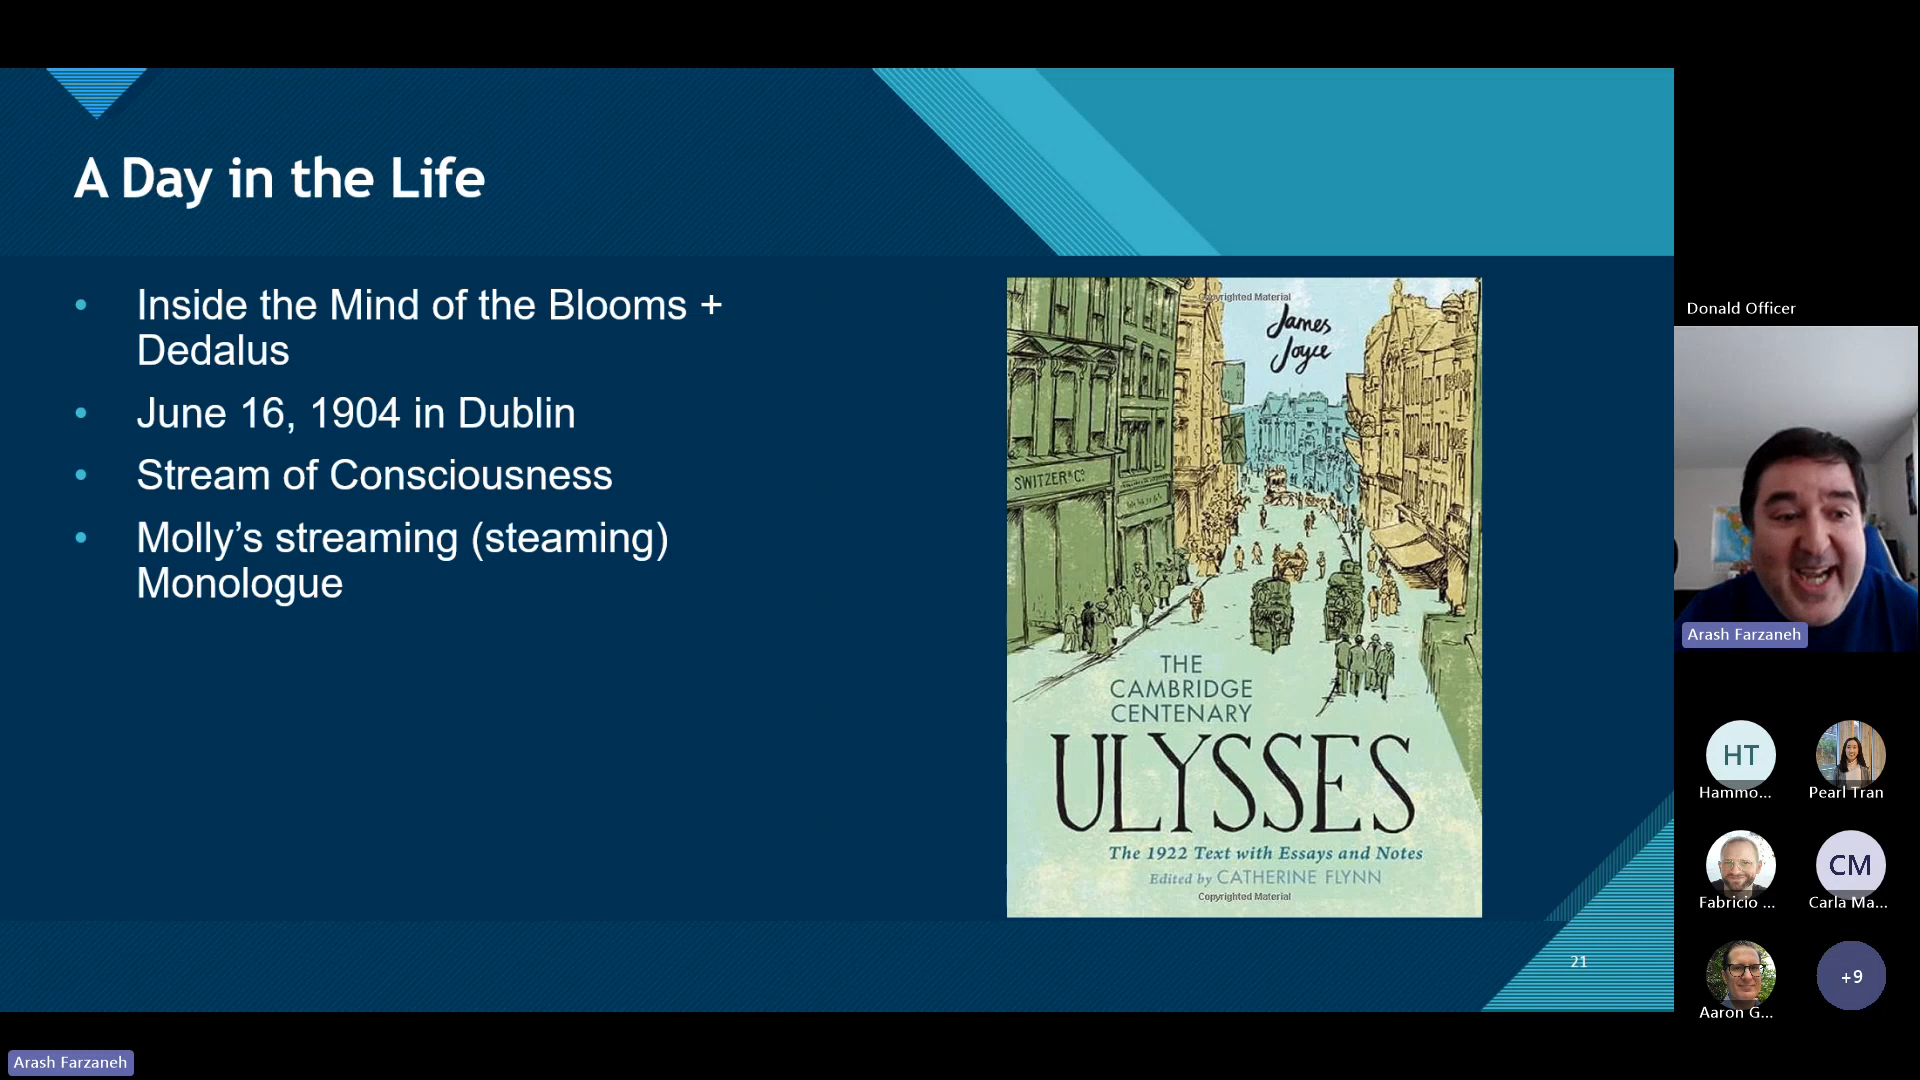 A Day in the Life
• Inside the Mind of the Blooms +
Dedalus
• June 16, 1904 in Dublin
• Stream of Consciousness
• Molly’s streaming (steaming)
Monologue
Copyrighted Material
James
Joyce
SWITZER & Cº
THE
CAMBRIDGE
CENTENARY
ULYSSES
The 1922 Text with Essays and Notes
Edited by CATHERINE FLYNN
Copyrighted Material
21
Donald Officer
Arash Farzaneh
HT
Hammo...
Pearl Tran
Fabricio ...
CM
Carla Ma...
Aaron G...
+9
Arash Farzaneh